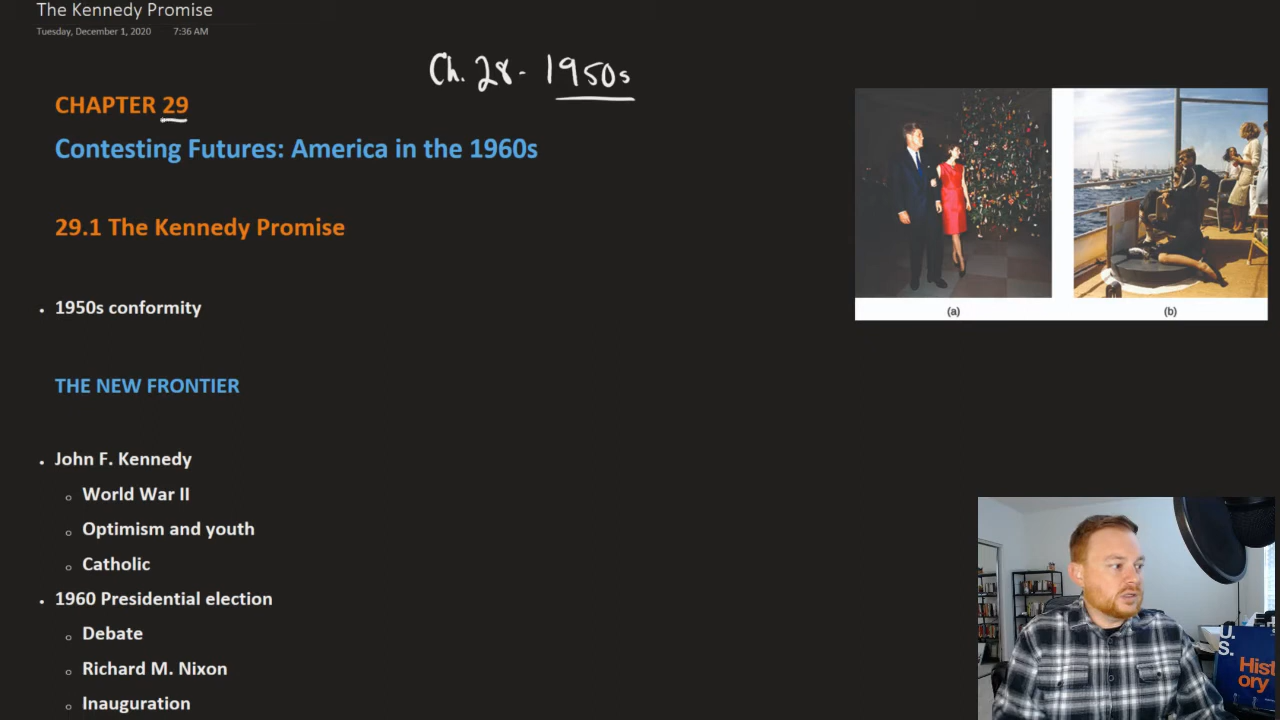 The Kennedy Promise
Tuesday, December 1, 2020 7:36 AM
Ch. 28 - 1950s
CHAPTER 29
Contesting Futures: America in the 1960s
29.1 The Kennedy Promise
(a) (b)
• 1950s conformity
THE NEW FRONTIER
• John F. Kennedy
○ World War II
○ Optimism and youth
○ Catholic
• 1960 Presidential election
○ Debate
○ Richard M. Nixon
○ Inauguration
U.
S.
Hist
ory